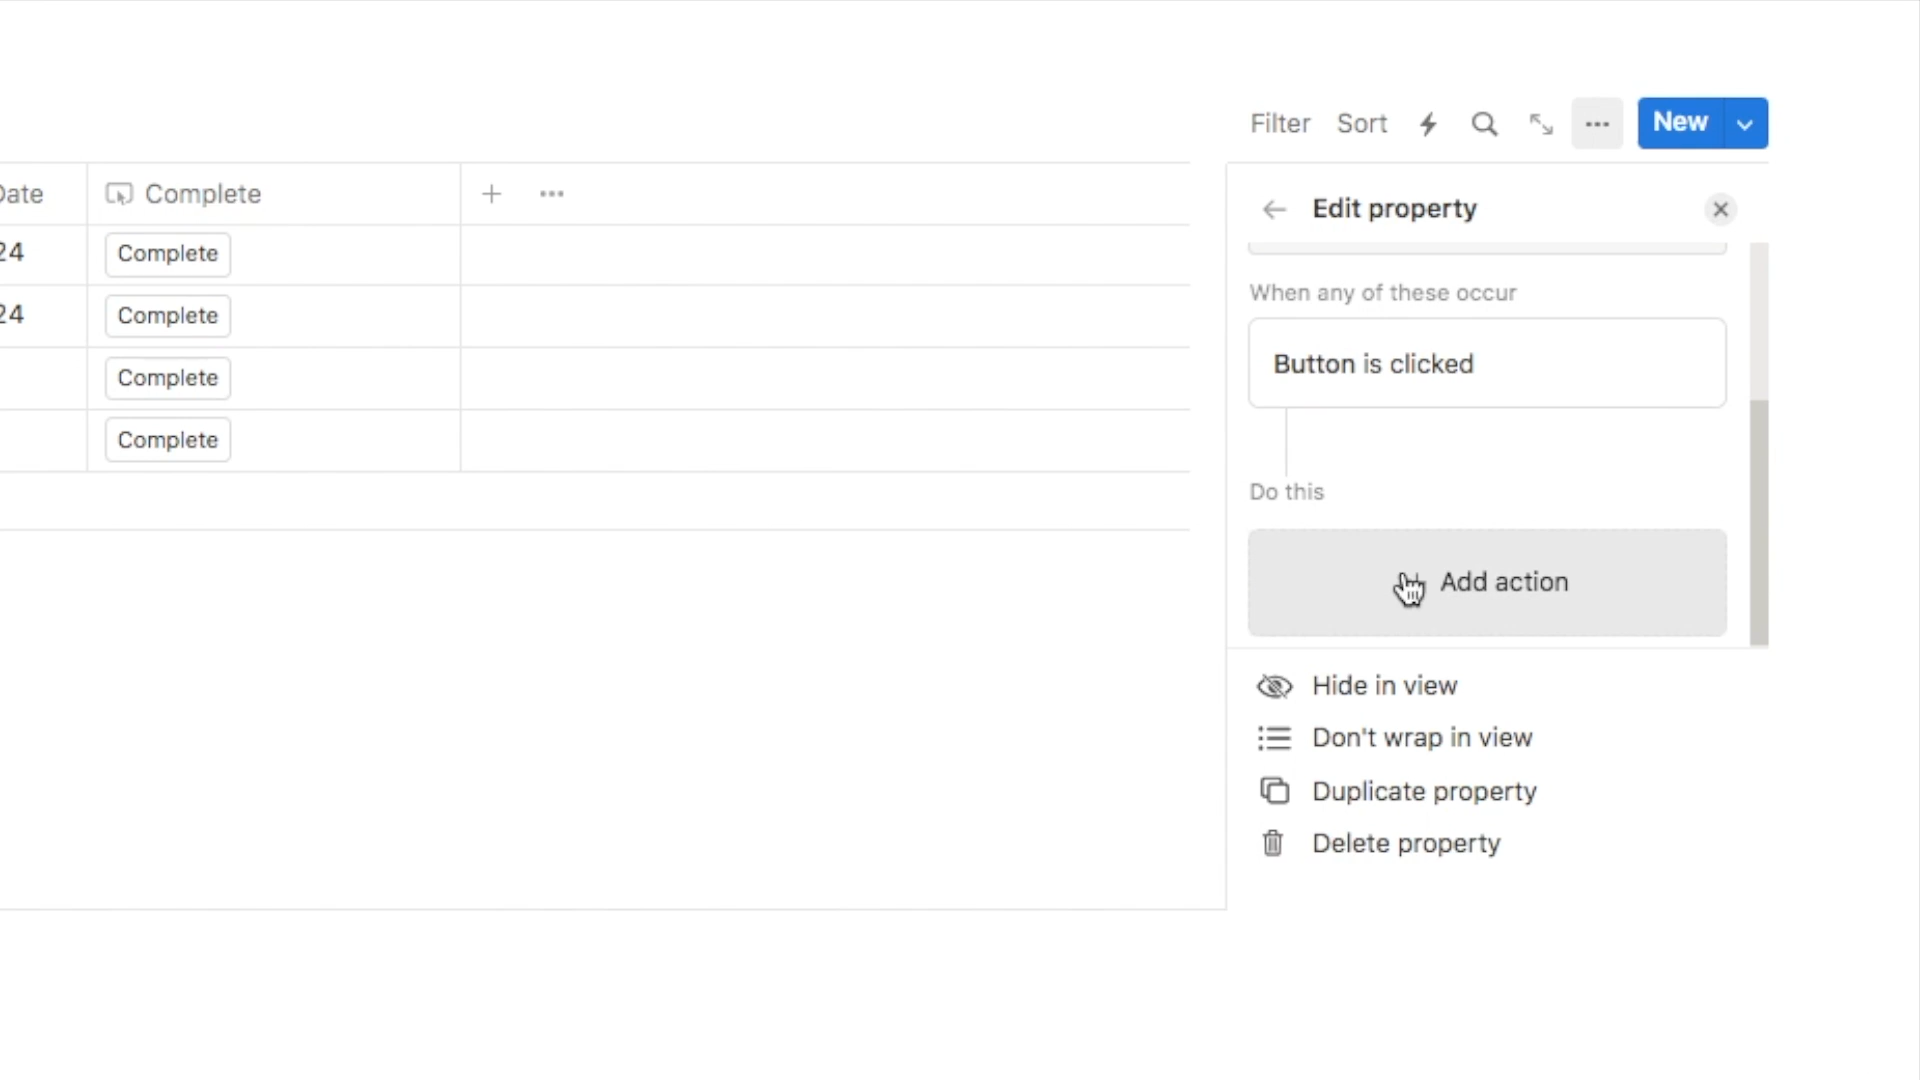 Filter Sort New
Date Complete
24 Complete
24 Complete
Complete
Complete
Edit property
When any of these occur
Button is clicked
Do this
Add action
Hide in view
Don't wrap in view
Duplicate property
Delete property